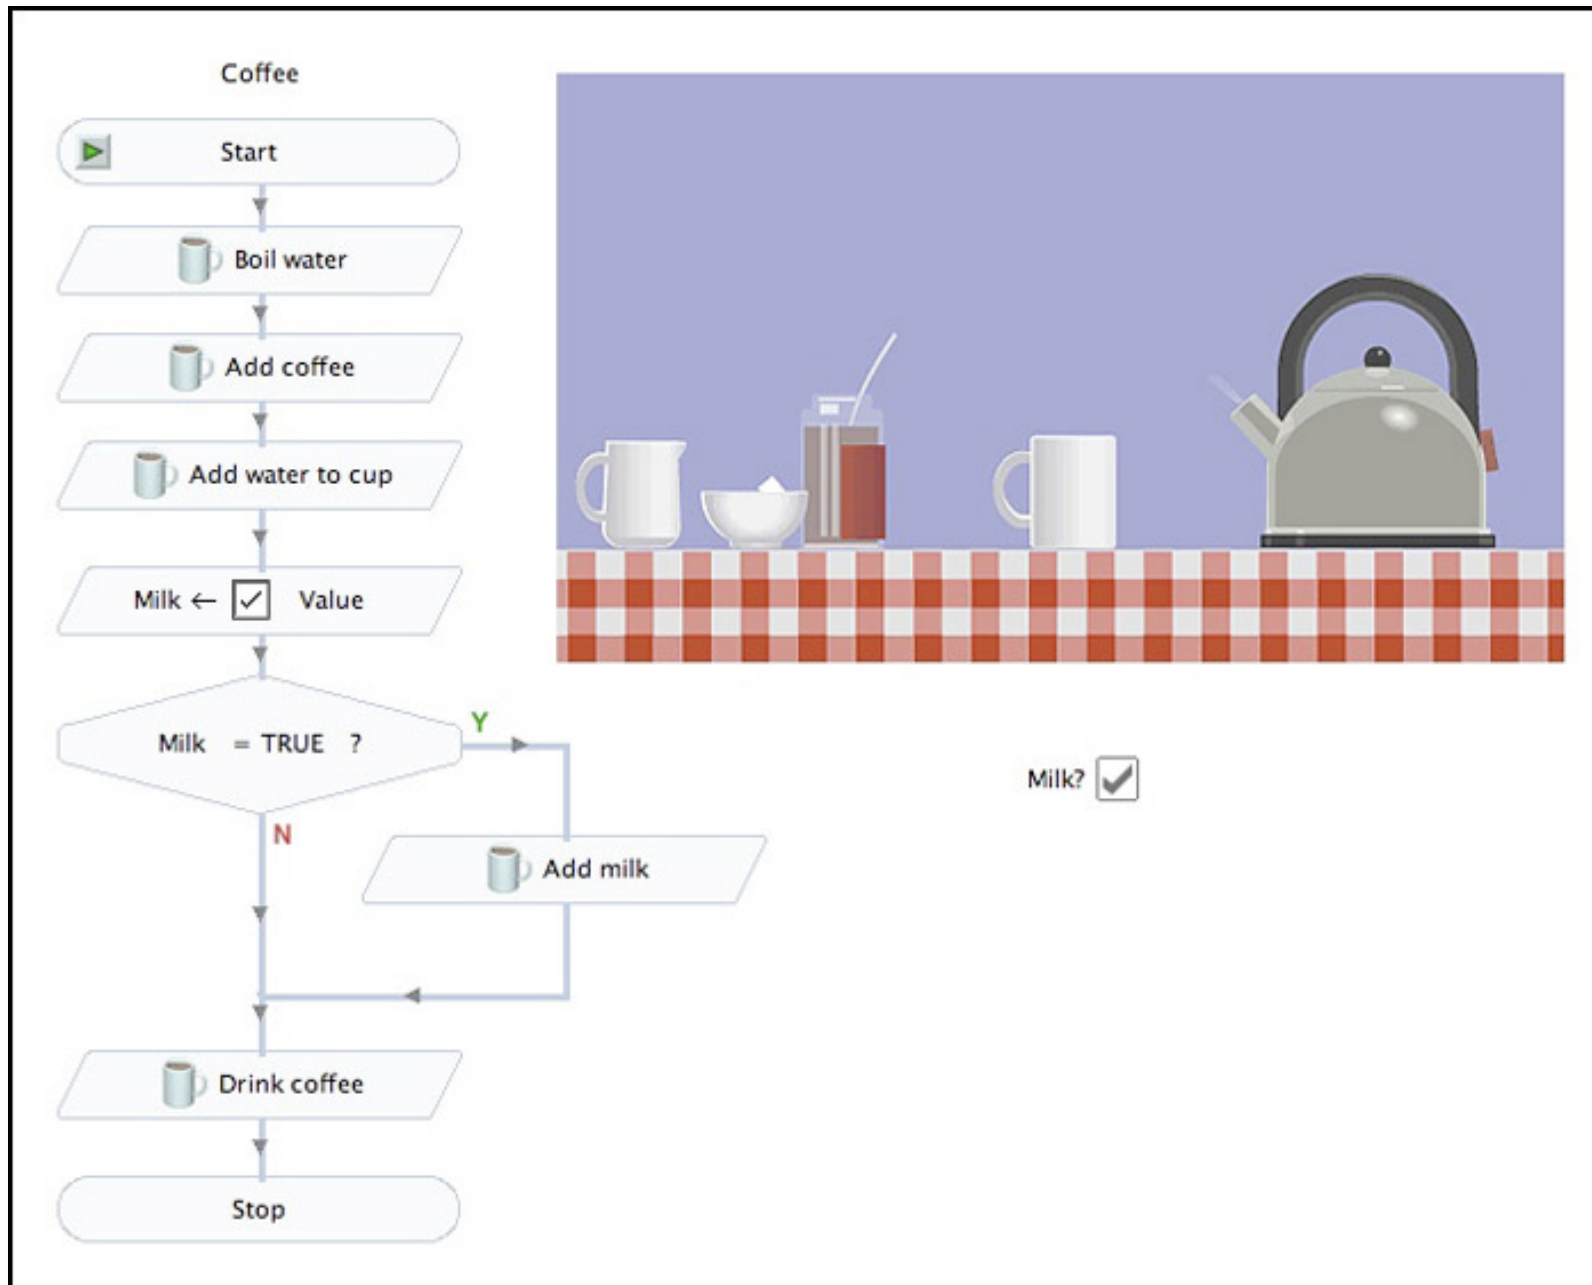 Coffee
Start
Boil water
Add coffee
Add water to cup
Milk ← Value
Milk = TRUE ?
Y
N
Add milk
Drink coffee
Stop
Milk?